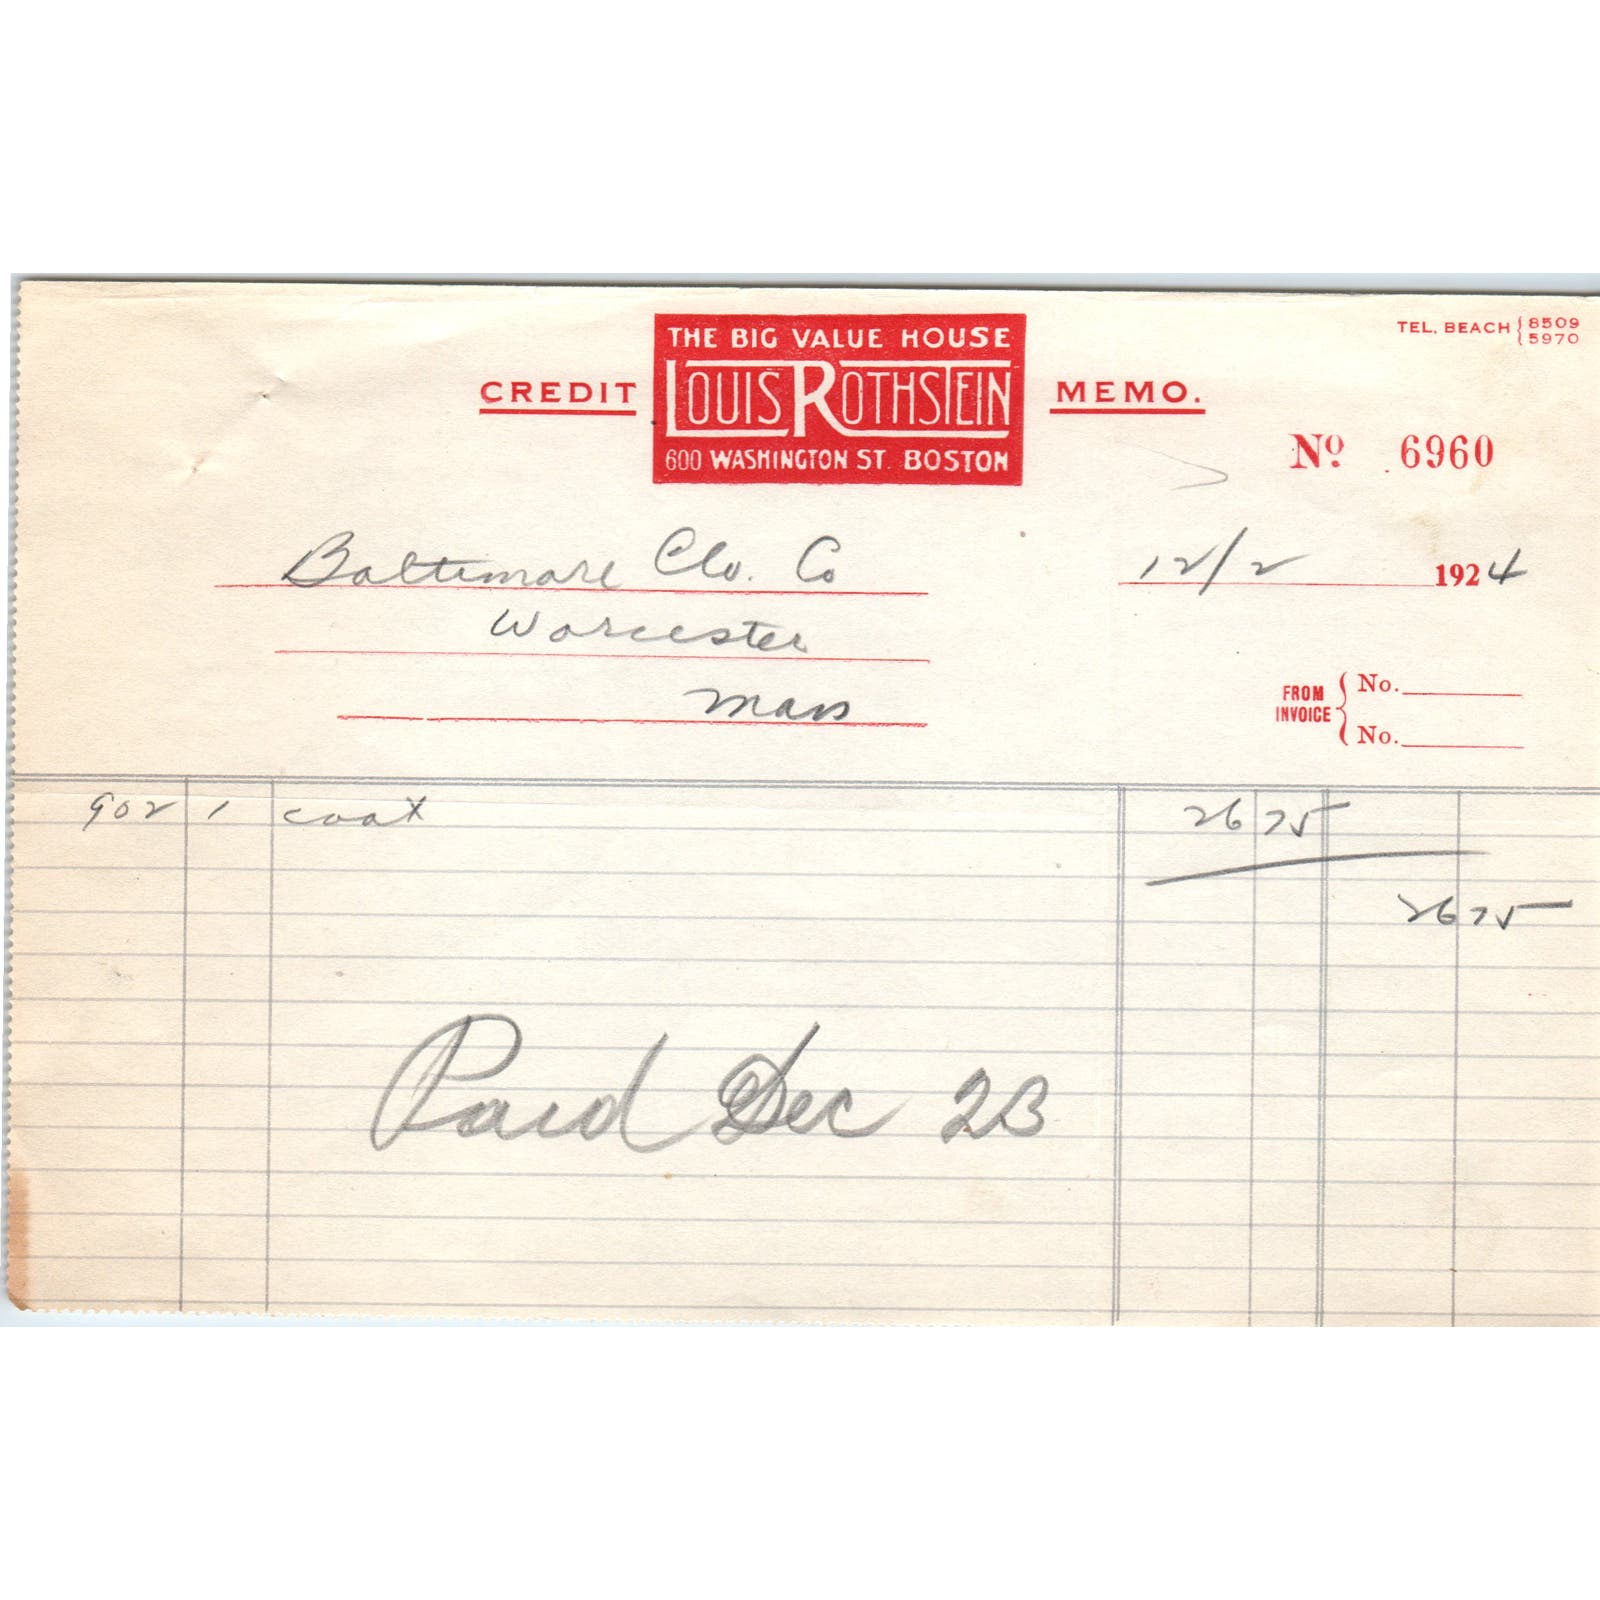 TEL. BEACH { 8509
5970
THE BIG VALUE HOUSE
CREDIT LOUIS ROTHSTEIN MEMO.
600 WASHINGTON ST. BOSTON
No. 6960
Baltimore Clo. Co 12/2 1924
Worcester
Mass
FROM INVOICE { No.
No.
902 1 coat 26 75
26 75
Paid Dec 23